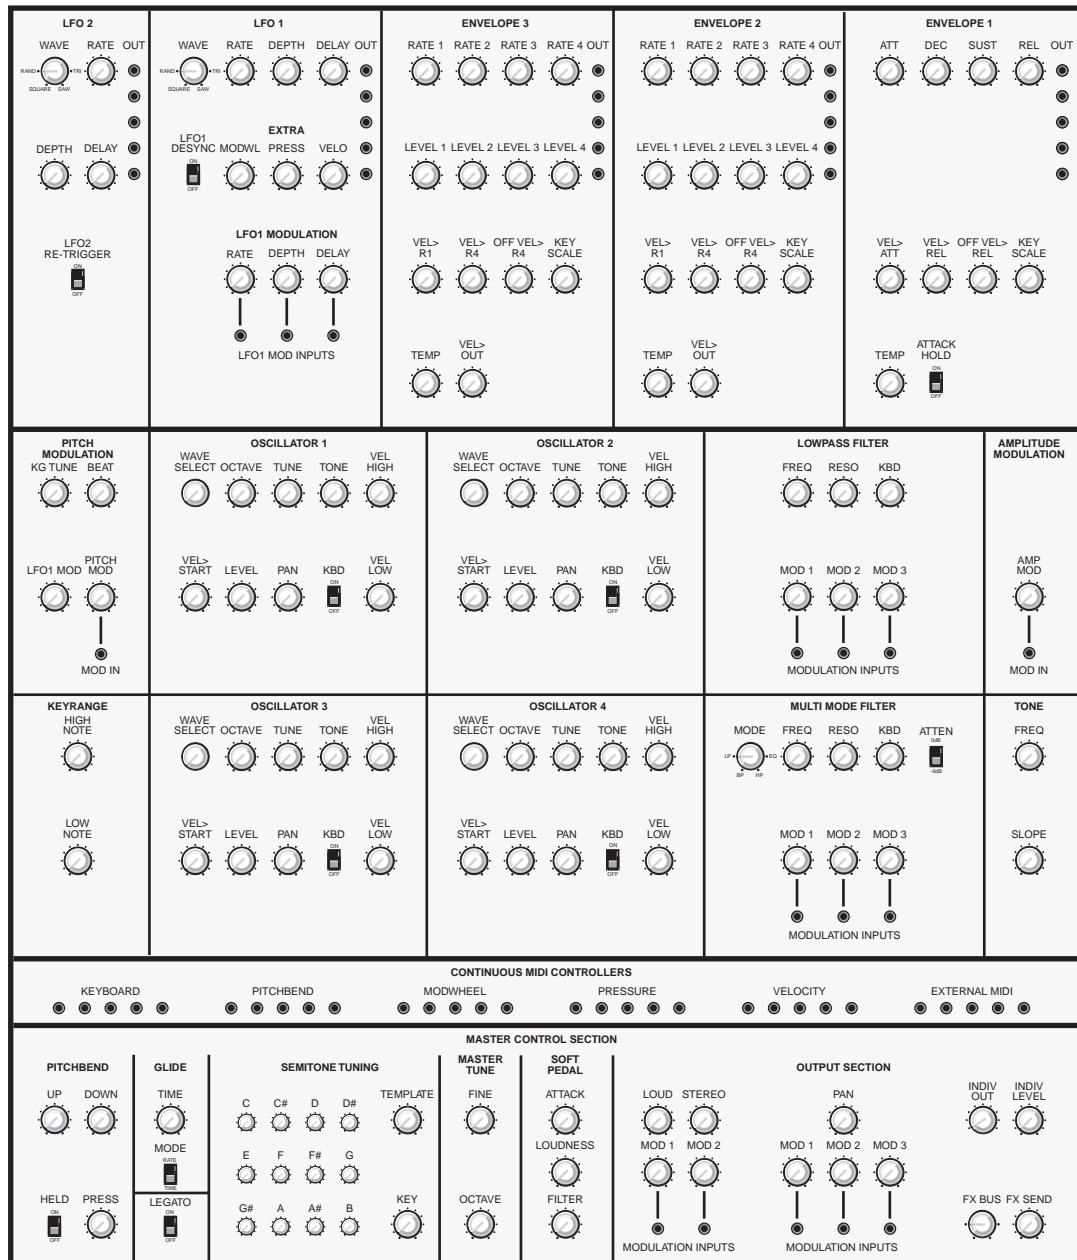 LFO 2
WAVE RATE OUT
RAND TRI
SQUARE SAW
DEPTH DELAY
LFO2
RE-TRIGGER
ON
OFF
LFO 1
WAVE RATE DEPTH DELAY OUT
RAND TRI
SQUARE SAW
EXTRA
LFO1
DESYNC MODWL PRESS VELO
ON
OFF
LFO1 MODULATION
RATE DEPTH DELAY
LFO1 MOD INPUTS
ENVELOPE 3
RATE 1 RATE 2 RATE 3 RATE 4 OUT
LEVEL 1 LEVEL 2 LEVEL 3 LEVEL 4
VEL> VEL> OFF VEL> KEY
R1 R4 R4 SCALE
VEL>
TEMP OUT
ENVELOPE 2
RATE 1 RATE 2 RATE 3 RATE 4 OUT
LEVEL 1 LEVEL 2 LEVEL 3 LEVEL 4
VEL> VEL> OFF VEL> KEY
R1 R4 R4 SCALE
VEL>
TEMP OUT
ENVELOPE 1
ATT DEC SUST REL OUT
VEL> VEL> OFF VEL> KEY
ATT REL REL SCALE
ATTACK
TEMP HOLD
ON
OFF
PITCH
MODULATION
KG TUNE BEAT
PITCH
LFO1 MOD MOD
MOD IN
OSCILLATOR 1
WAVE VEL
SELECT OCTAVE TUNE TONE HIGH
VEL> VEL
START LEVEL PAN KBD LOW
ON
OFF
OSCILLATOR 2
WAVE VEL
SELECT OCTAVE TUNE TONE HIGH
VEL> VEL
START LEVEL PAN KBD LOW
ON
OFF
LOWPASS FILTER
FREQ RESO KBD
MOD 1 MOD 2 MOD 3
MODULATION INPUTS
AMPLITUDE
MODULATION
AMP
MOD
MOD IN
KEYRANGE
HIGH
NOTE
LOW
NOTE
OSCILLATOR 3
WAVE VEL
SELECT OCTAVE TUNE TONE HIGH
VEL> VEL
START LEVEL PAN KBD LOW
ON
OFF
OSCILLATOR 4
WAVE VEL
SELECT OCTAVE TUNE TONE HIGH
VEL> VEL
START LEVEL PAN KBD LOW
ON
OFF
MULTI MODE FILTER
MODE FREQ RESO KBD ATTEN
0dB
LP EQ
BP HP
-6dB
MOD 1 MOD 2 MOD 3
MODULATION INPUTS
TONE
FREQ
SLOPE
CONTINUOUS MIDI CONTROLLERS
KEYBOARD PITCHBEND MODWHEEL PRESSURE VELOCITY EXTERNAL MIDI
MASTER CONTROL SECTION
PITCHBEND
UP DOWN
HELD PRESS
ON
OFF
GLIDE
TIME
MODE
RATE
TIME
LEGATO
ON
OFF
SEMITONE TUNING
C C# D D# TEMPLATE
E F F# G
G# A A# B KEY
MASTER
TUNE
FINE
OCTAVE
SOFT
PEDAL
ATTACK
LOUDNESS
FILTER
OUTPUT SECTION
LOUD STEREO PAN
MOD 1 MOD 2 MOD 1 MOD 2 MOD 3
MODULATION INPUTS MODULATION INPUTS
INDIV INDIV
OUT LEVEL
FX BUS FX SEND